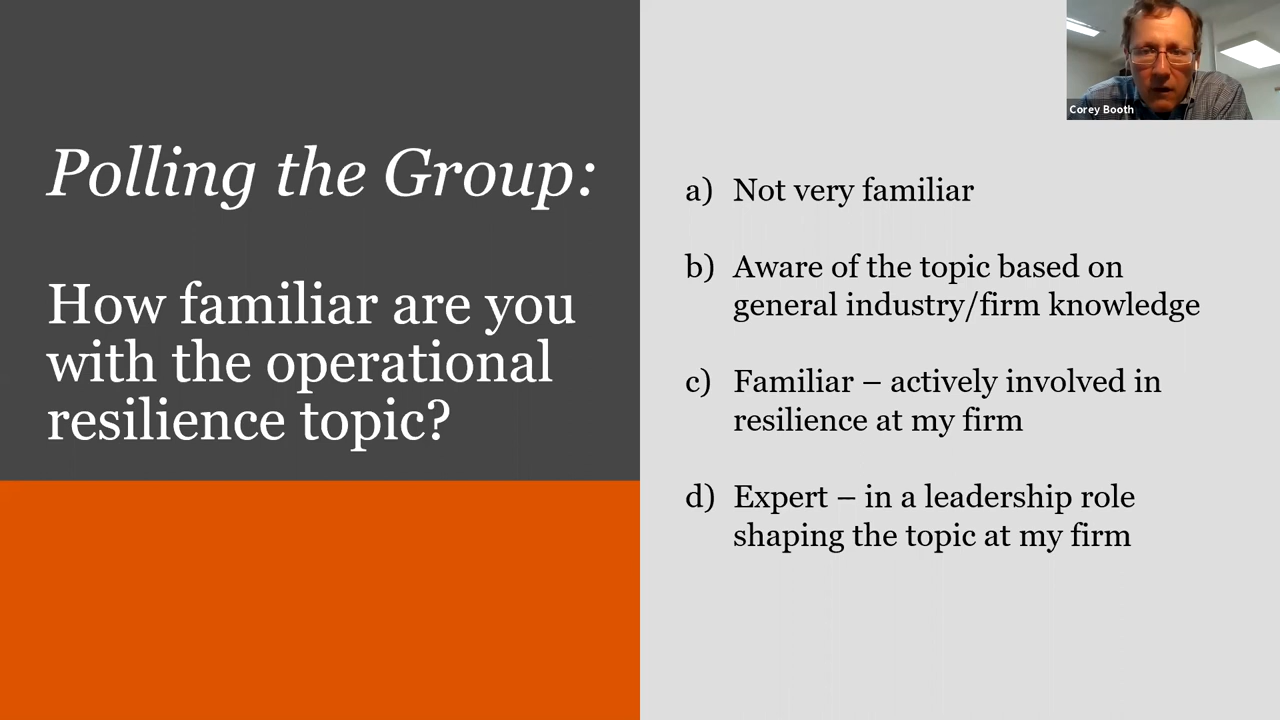 Polling the Group:
How familiar are you
with the operational
resilience topic?
a) Not very familiar
b) Aware of the topic based on
general industry/firm knowledge
c) Familiar – actively involved in
resilience at my firm
d) Expert – in a leadership role
shaping the topic at my firm
Corey Booth